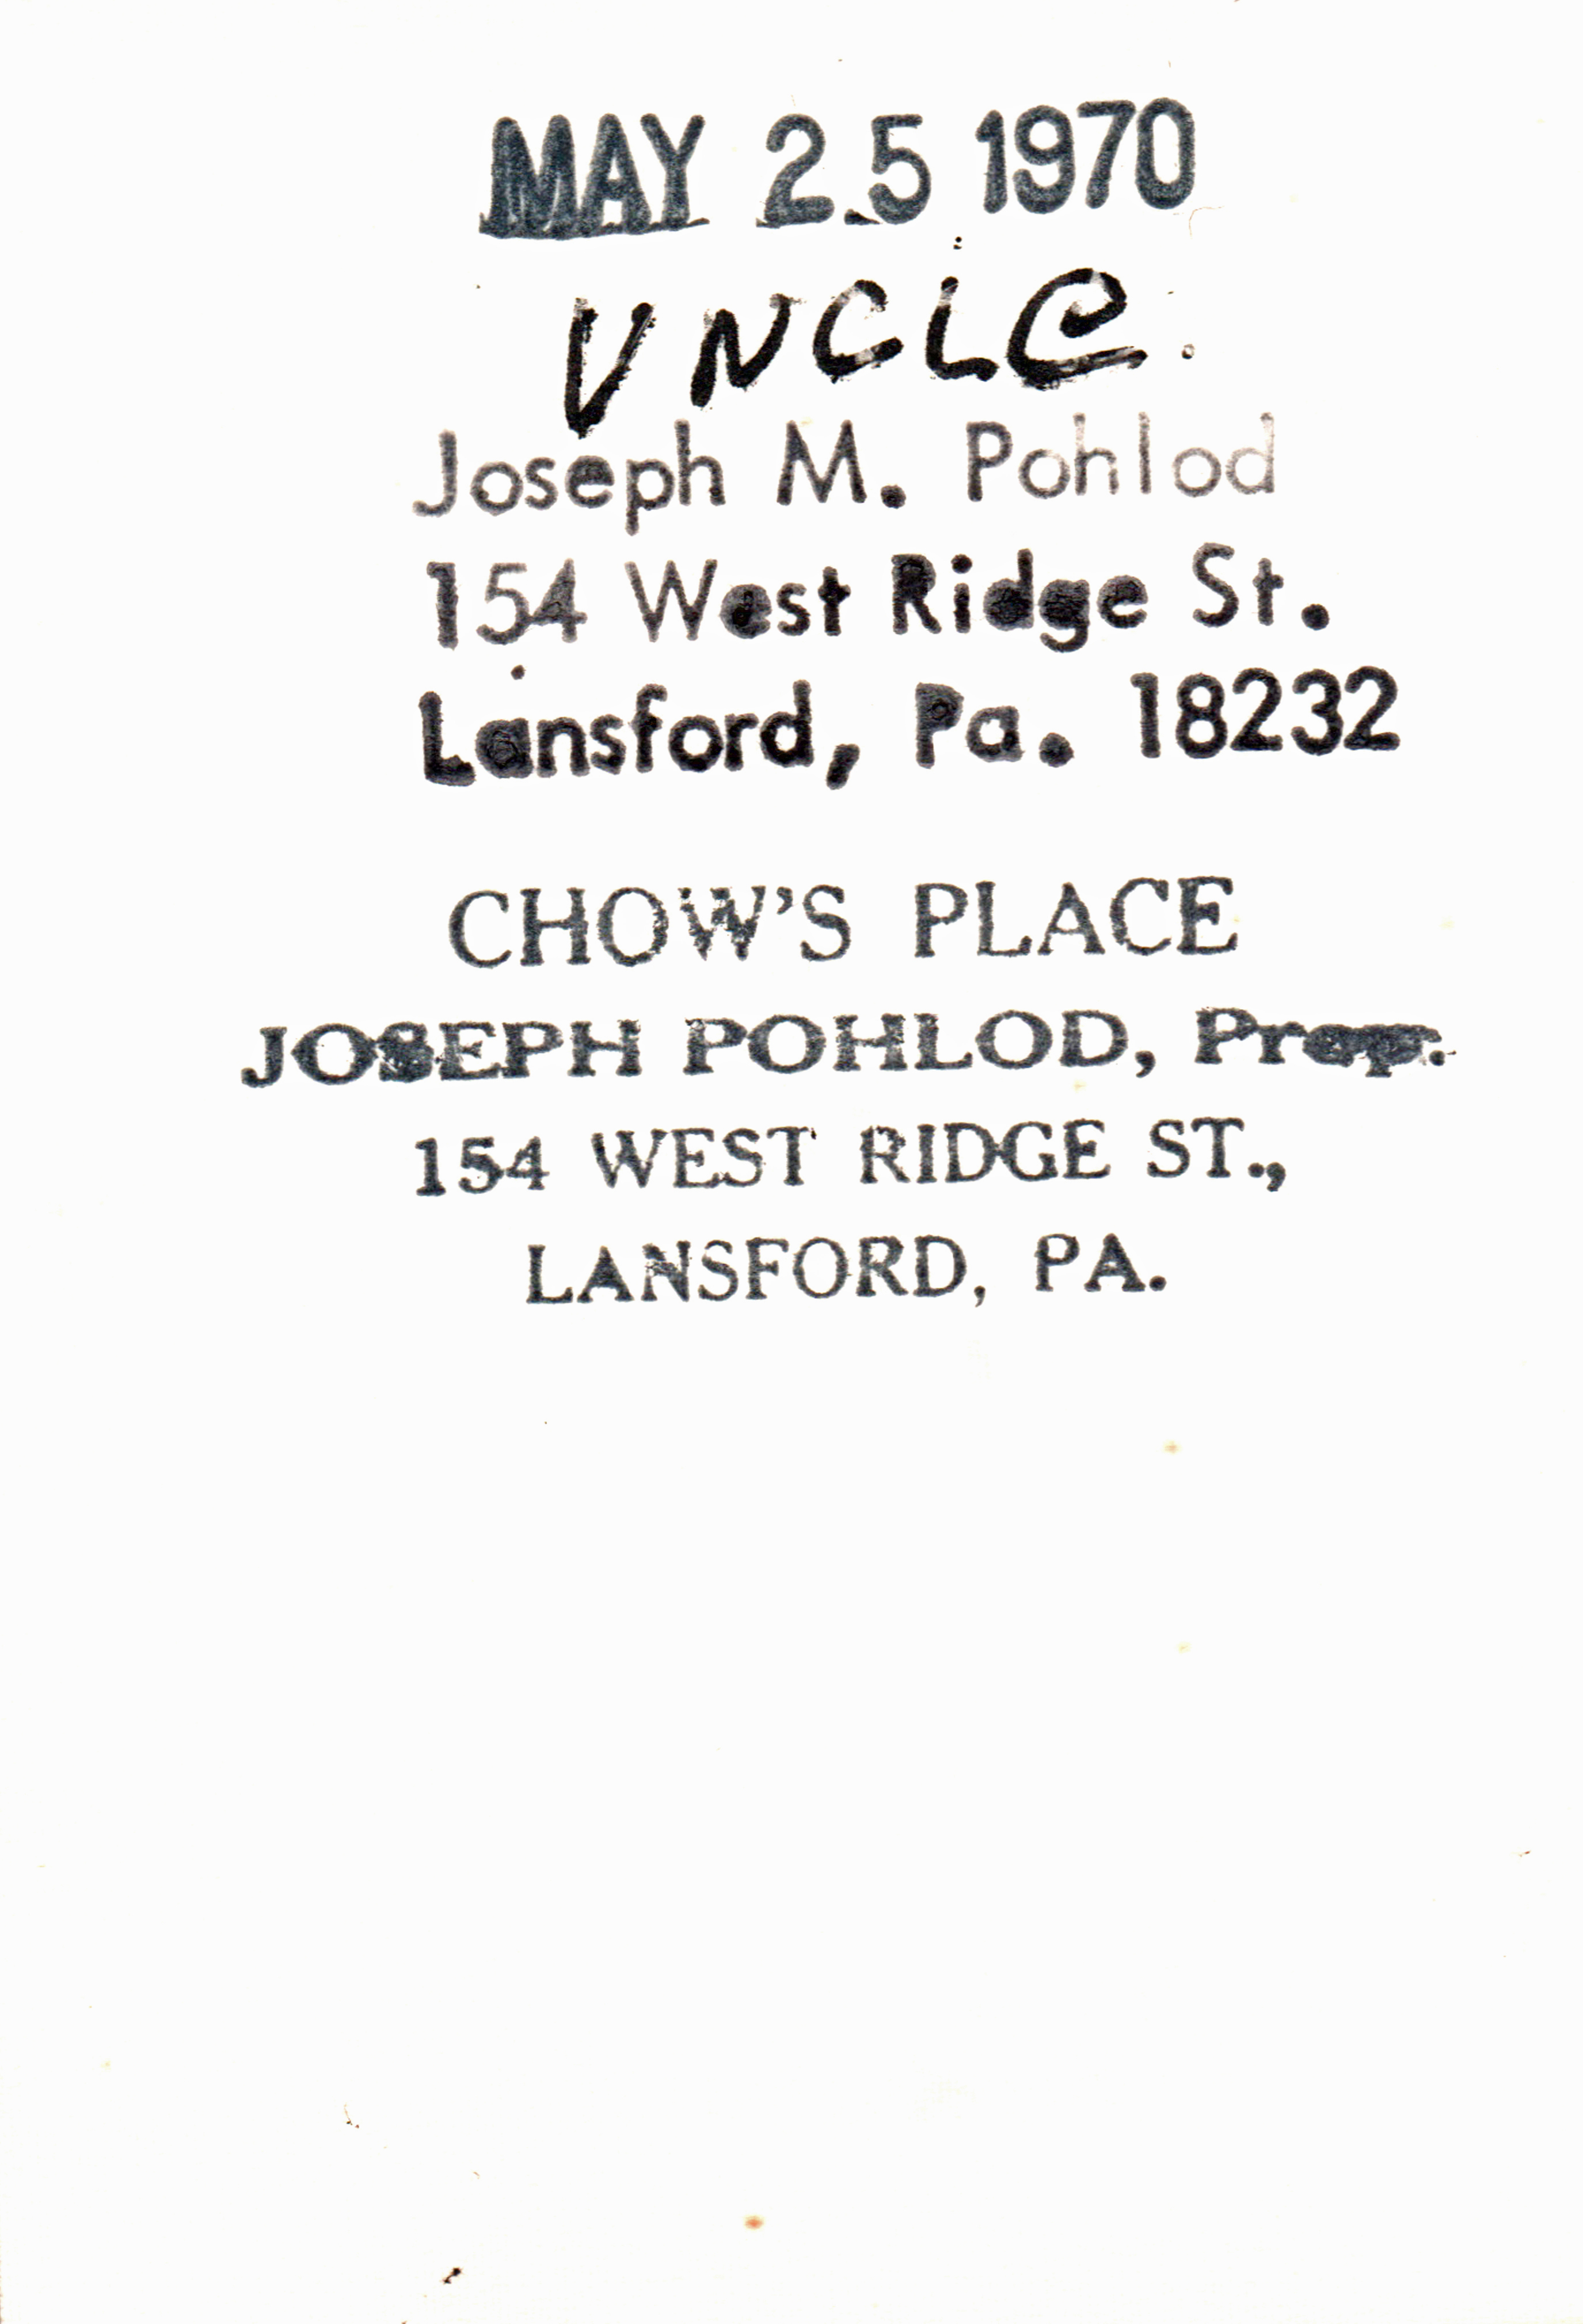 MAY 25 1970
UNCLE.
Joseph M. Pohlod
154 West Ridge St.
Lansford, Pa. 18232
CHOW'S PLACE
JOSEPH POHLOD, Prop.
154 WEST RIDGE ST.,
LANSFORD, PA.